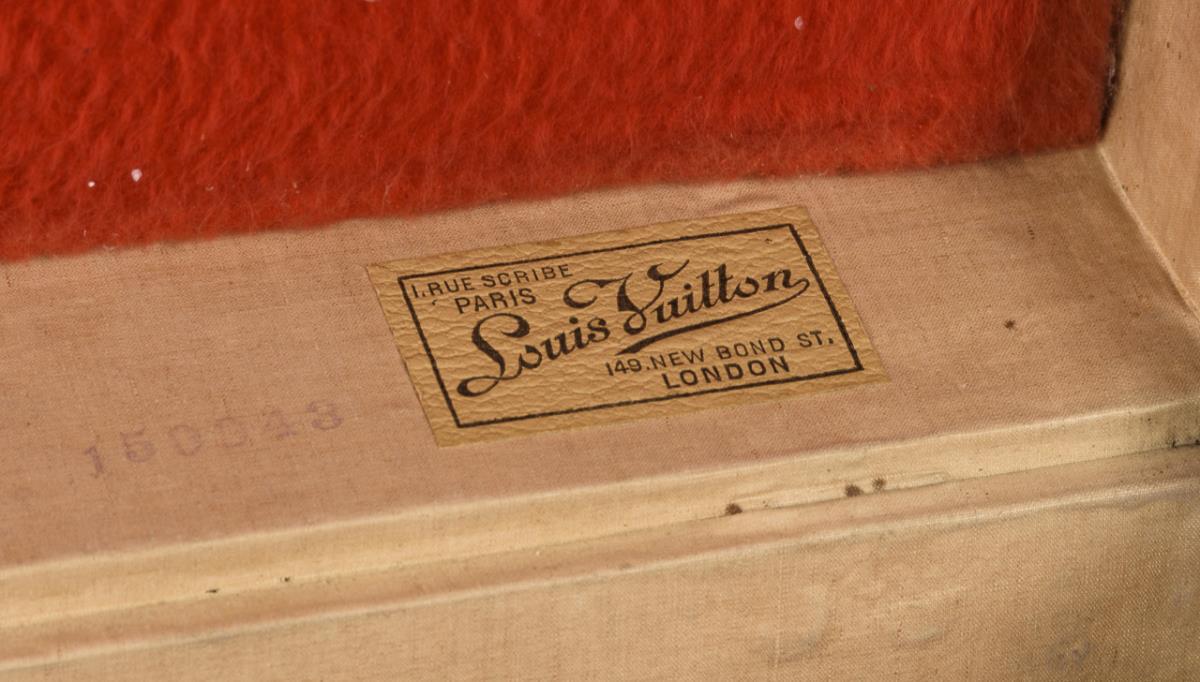 1. RUE SCRIBE
PARIS
Louis Vuitton
149. NEW BOND ST.
LONDON